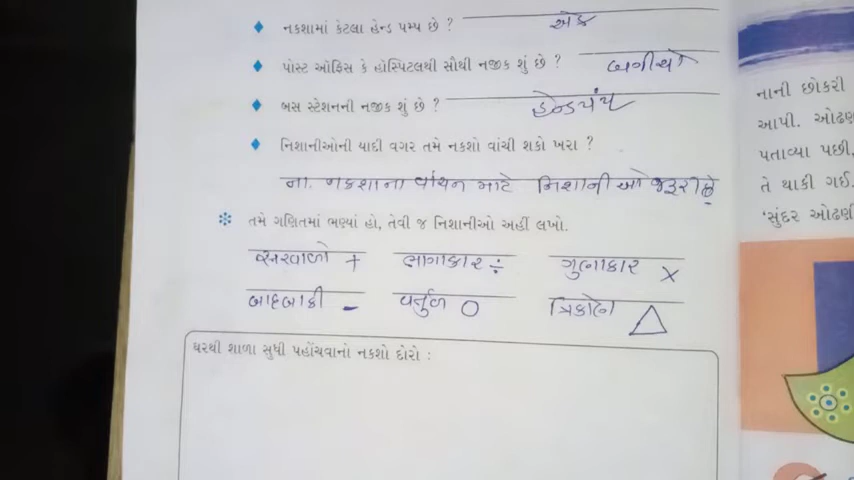 નકશામાં કેટલા હેન્ડ પમ્પ છે ? એક
પોસ્ટ ઑફિસ કે હૉસ્પિટલથી સૌથી નજીક શું છે ? બગીચો
બસ સ્ટેશનની નજીક શું છે ? હેન્ડપંપ
નિશાનીઓની યાદી વગર તમે નકશો વાંચી શકો ખરા ?
ના. નકશાના વાંચન માટે નિશાનીઓ જરૂરી છે.
તમે ગણિતમાં ભણ્યાં હો, તેવી જ નિશાનીઓ અહીં લખો.
સરવાળો + ભાગાકાર ÷ ગુણાકાર ×
બાદબાકી - વર્તુળ ○ ત્રિકોણ △
ઘરથી શાળા સુધી પહોંચવાનો નકશો દોરો :
નાની છોકરી
આપી. ઓઢણ
પતાવ્યા પછી,
તે થાકી ગઈ.
'સુંદર ઓઢણી